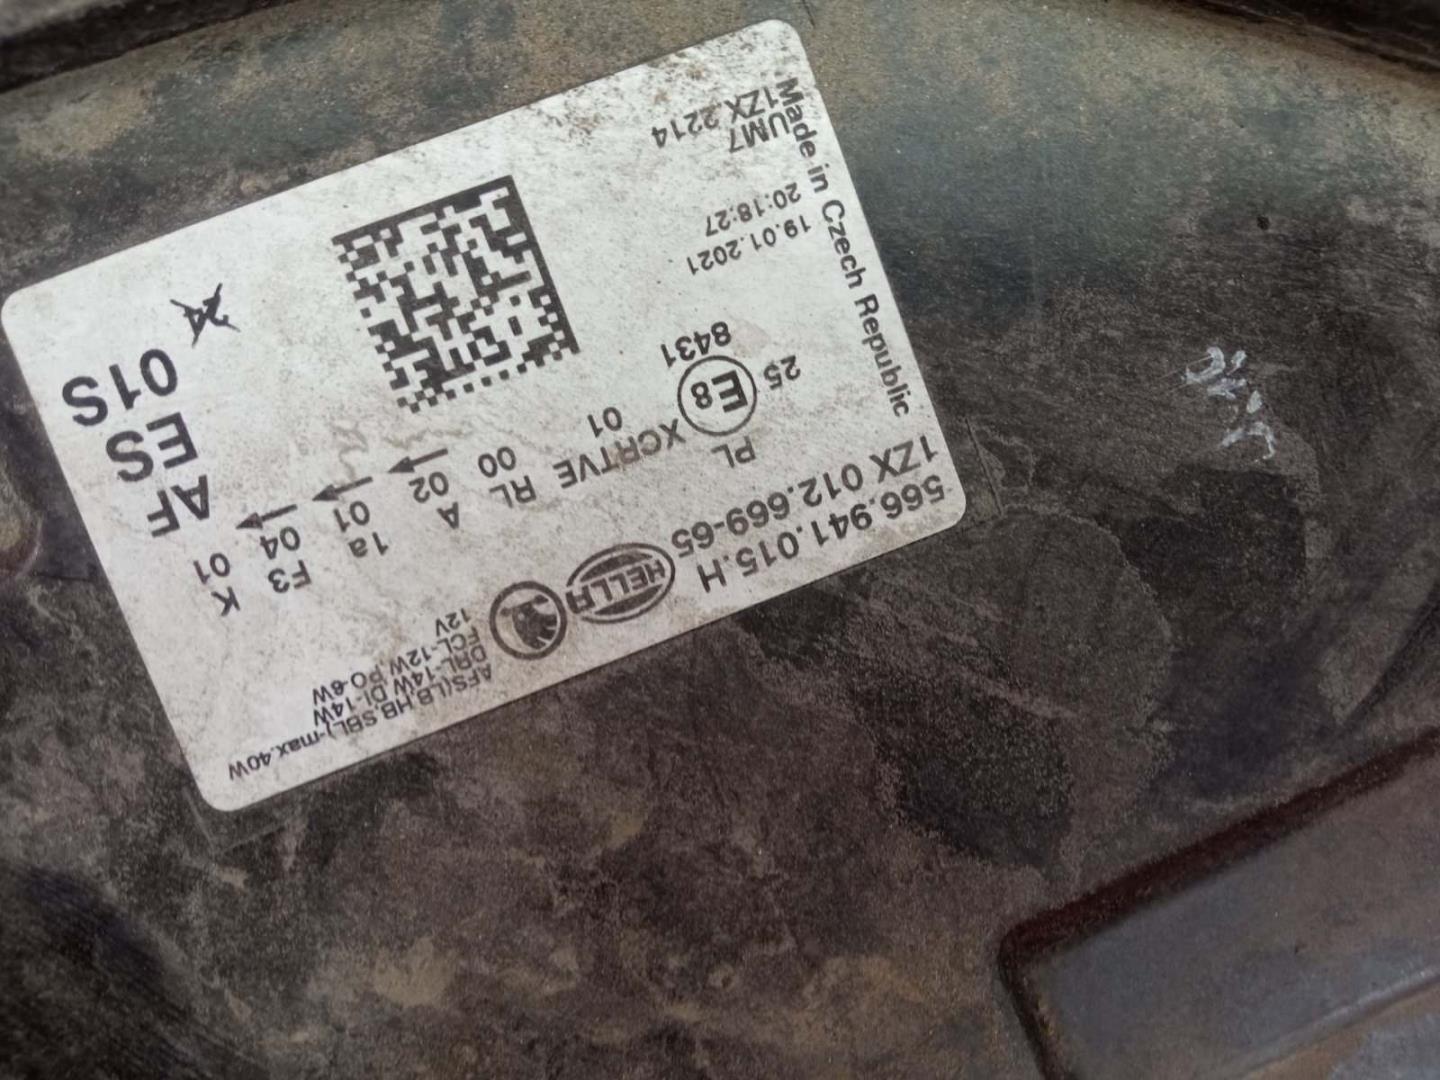 566.941.015.H
1ZX 012.669-65
HELLA
AFS(LB,HB,SBL)-max.40W
DRL-14W DI-14W
FCL-12W PO-6W
12V
PL XCRTVE RL A 1a F3 K
01 00 02 01 04 01
E8
25
8431
AF
ES
01S
19.01.2021
20:18:27
Made in Czech Republic
UM7
1ZX 2214